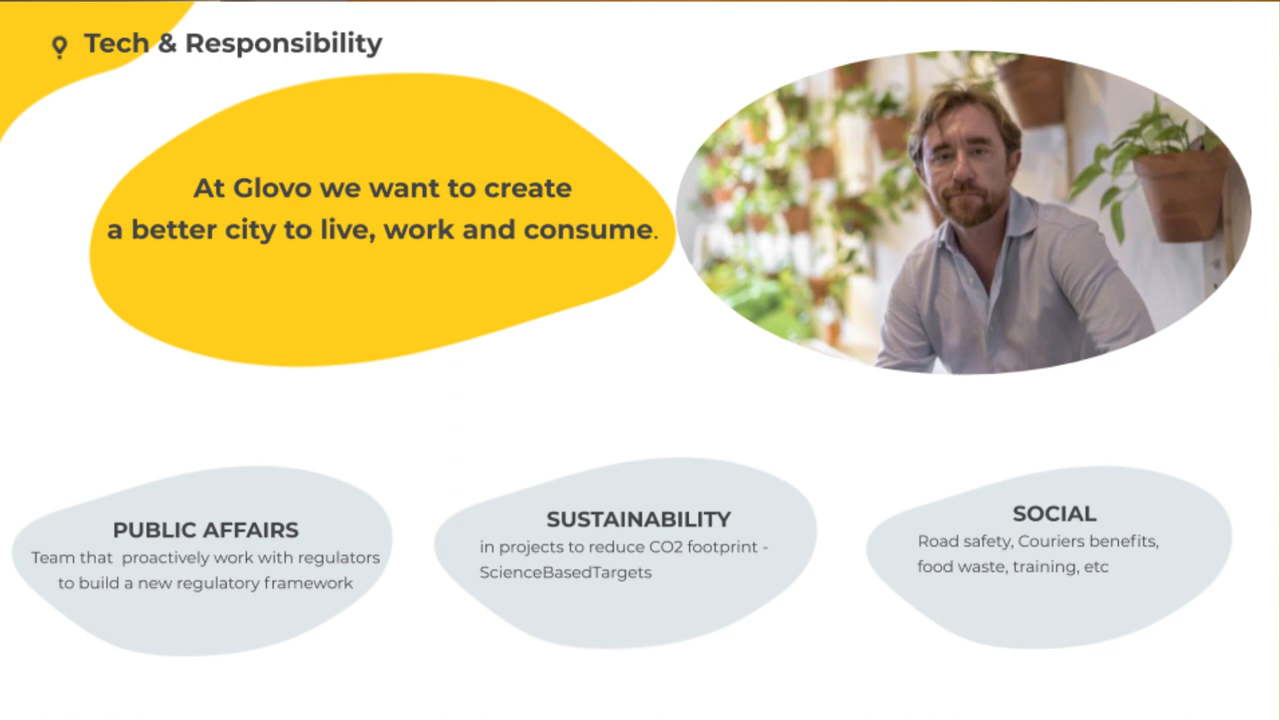 Tech & Responsibility
At Glovo we want to create
a better city to live, work and consume.
PUBLIC AFFAIRS
Team that  proactively work with regulators
to build a new regulatory framework
SUSTAINABILITY
in projects to reduce CO2 footprint -
ScienceBasedTargets
SOCIAL
Road safety, Couriers benefits,
food waste, training, etc